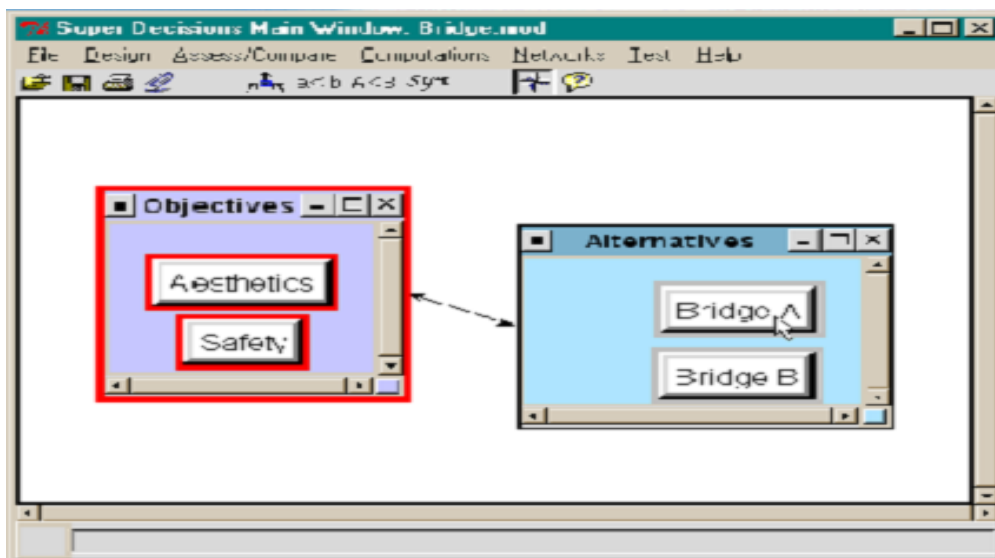 Super Decisions Main Window. Bridge.mod
File Design Assess/Compare Computations Networks Test Help
a<b A<B Syn
Objectives
Aesthetics
Safety
Alternatives
Bridge A
Bridge B